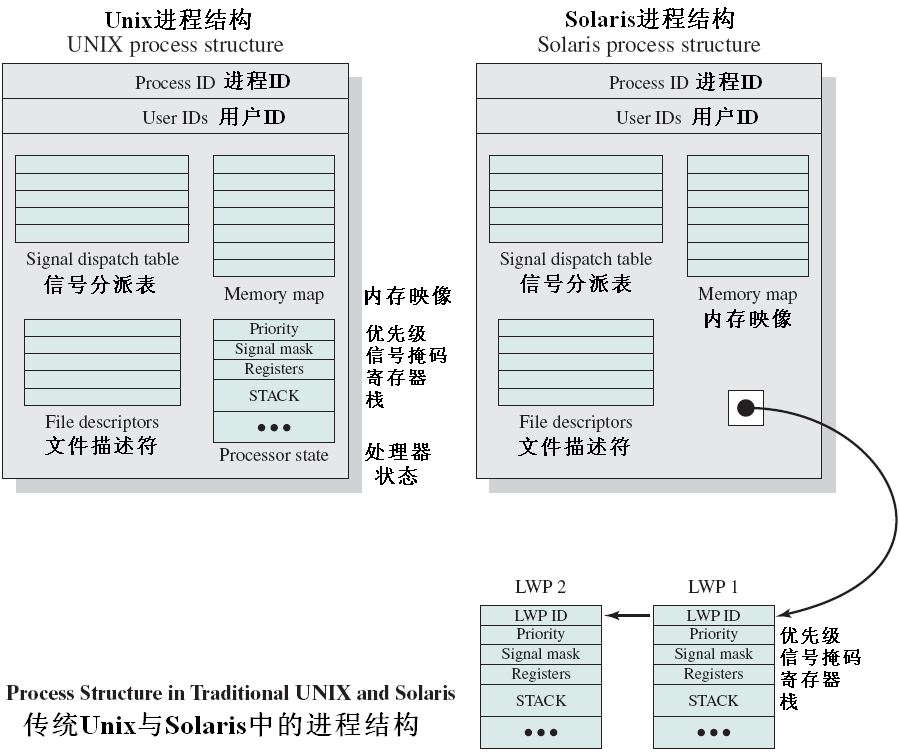 Unix进程结构
UNIX process structure
Process ID 进程ID
User IDs 用户ID
Signal dispatch table
信号分派表
Memory map
内存映像
File descriptors
文件描述符
Priority
优先级
Signal mask
信号掩码
Registers
寄存器
STACK
栈
•••
Processor state
处理器
状态
Solaris进程结构
Solaris process structure
Process ID 进程ID
User IDs 用户ID
Signal dispatch table
信号分派表
Memory map
内存映像
File descriptors
文件描述符
LWP 2
LWP ID
Priority
Signal mask
Registers
STACK
•••
LWP 1
LWP ID
Priority
优先级
Signal mask
信号掩码
Registers
寄存器
STACK
栈
•••
Process Structure in Traditional UNIX and Solaris
传统Unix与Solaris中的进程结构